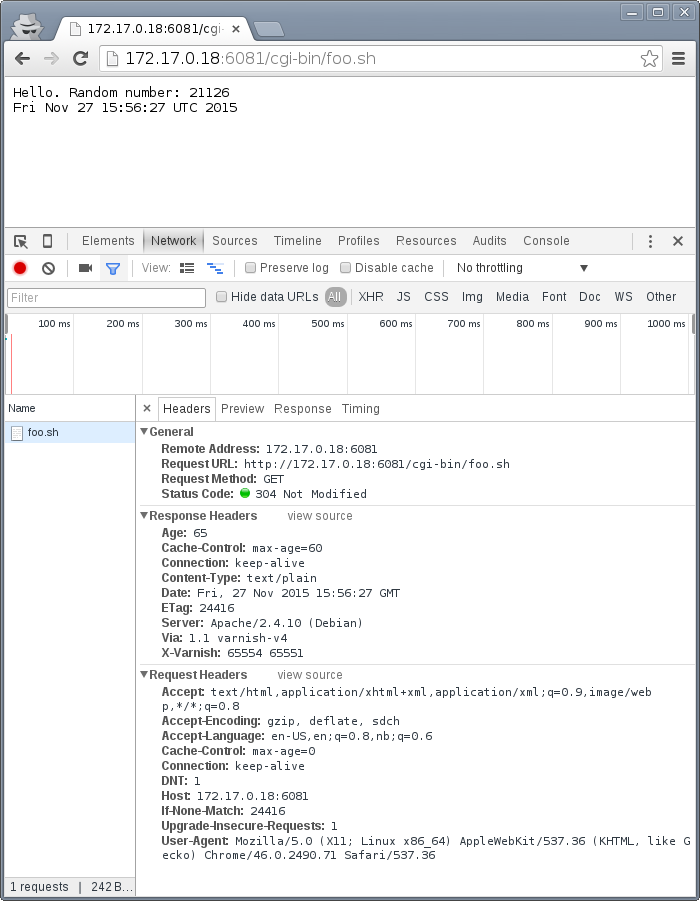 172.17.0.18:6081/cgi-
172.17.0.18:6081/cgi-bin/foo.sh
Hello. Random number: 21126
Fri Nov 27 15:56:27 UTC 2015
Elements Network Sources Timeline Profiles Resources Audits Console
View: Preserve log Disable cache No throttling
Filter Hide data URLs All XHR JS CSS Img Media Font Doc WS Other
100 ms 200 ms 300 ms 400 ms 500 ms 600 ms 700 ms 800 ms 900 ms 1000 ms
Name
foo.sh
Headers Preview Response Timing
General
Remote Address: 172.17.0.18:6081
Request URL: http://172.17.0.18:6081/cgi-bin/foo.sh
Request Method: GET
Status Code: 304 Not Modified
Response Headers view source
Age: 65
Cache-Control: max-age=60
Connection: keep-alive
Content-Type: text/plain
Date: Fri, 27 Nov 2015 15:56:27 GMT
ETag: 24416
Server: Apache/2.4.10 (Debian)
Via: 1.1 varnish-v4
X-Varnish: 65554 65551
Request Headers view source
Accept: text/html,application/xhtml+xml,application/xml;q=0.9,image/web
p,*/*;q=0.8
Accept-Encoding: gzip, deflate, sdch
Accept-Language: en-US,en;q=0.8,nb;q=0.6
Cache-Control: max-age=0
Connection: keep-alive
DNT: 1
Host: 172.17.0.18:6081
If-None-Match: 24416
Upgrade-Insecure-Requests: 1
User-Agent: Mozilla/5.0 (X11; Linux x86_64) AppleWebKit/537.36 (KHTML, like G
ecko) Chrome/46.0.2490.71 Safari/537.36
1 requests | 242 B...